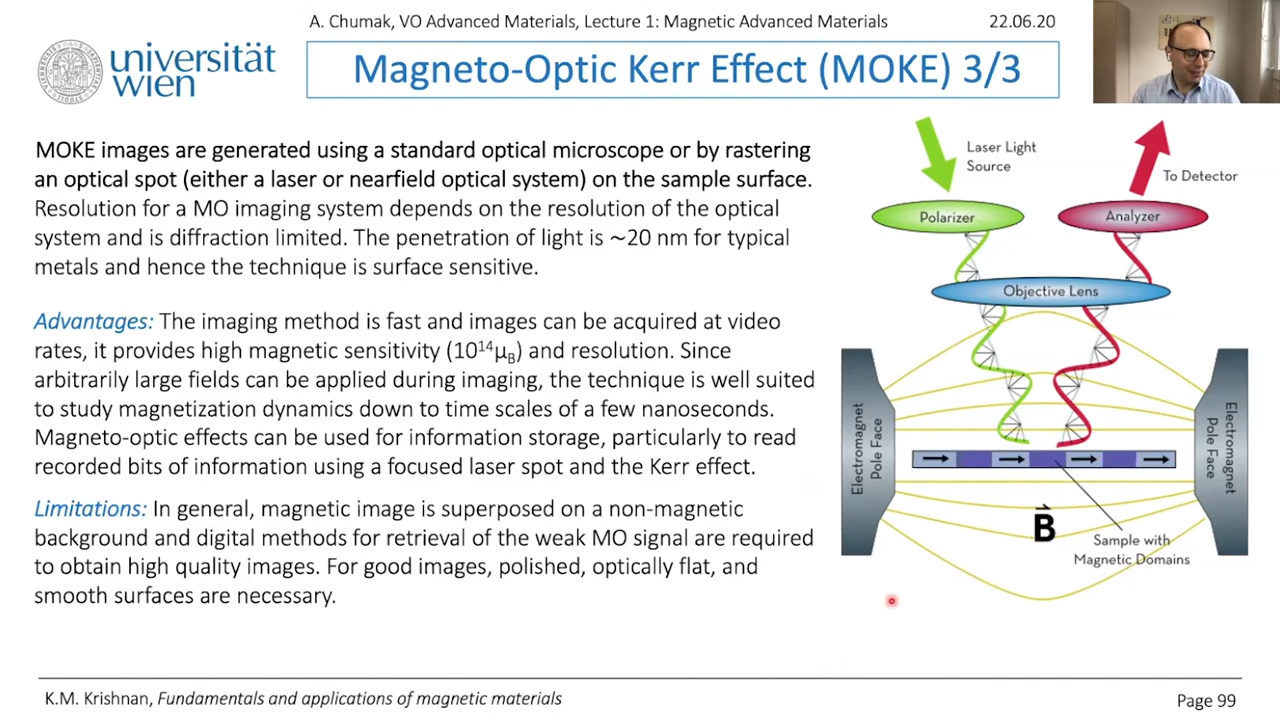 A. Chumak, VO Advanced Materials, Lecture 1: Magnetic Advanced Materials
22.06.20
universität
wien
Magneto-Optic Kerr Effect (MOKE) 3/3
MOKE images are generated using a standard optical microscope or by rastering
an optical spot (either a laser or nearfield optical system) on the sample surface.
Resolution for a MO imaging system depends on the resolution of the optical
system and is diffraction limited. The penetration of light is ~20 nm for typical
metals and hence the technique is surface sensitive.
Advantages: The imaging method is fast and images can be acquired at video
rates, it provides high magnetic sensitivity (10¹⁴μ_B) and resolution. Since
arbitrarily large fields can be applied during imaging, the technique is well suited
to study magnetization dynamics down to time scales of a few nanoseconds.
Magneto-optic effects can be used for information storage, particularly to read
recorded bits of information using a focused laser spot and the Kerr effect.
Limitations: In general, magnetic image is superposed on a non-magnetic
background and digital methods for retrieval of the weak MO signal are required
to obtain high quality images. For good images, polished, optically flat, and
smooth surfaces are necessary.
Laser Light
Source
To Detector
Polarizer
Analyzer
Objective Lens
Electromagnet
Pole Face
Electromagnet
Pole Face
B⃗
Sample with
Magnetic Domains
K.M. Krishnan, Fundamentals and applications of magnetic materials
Page 99